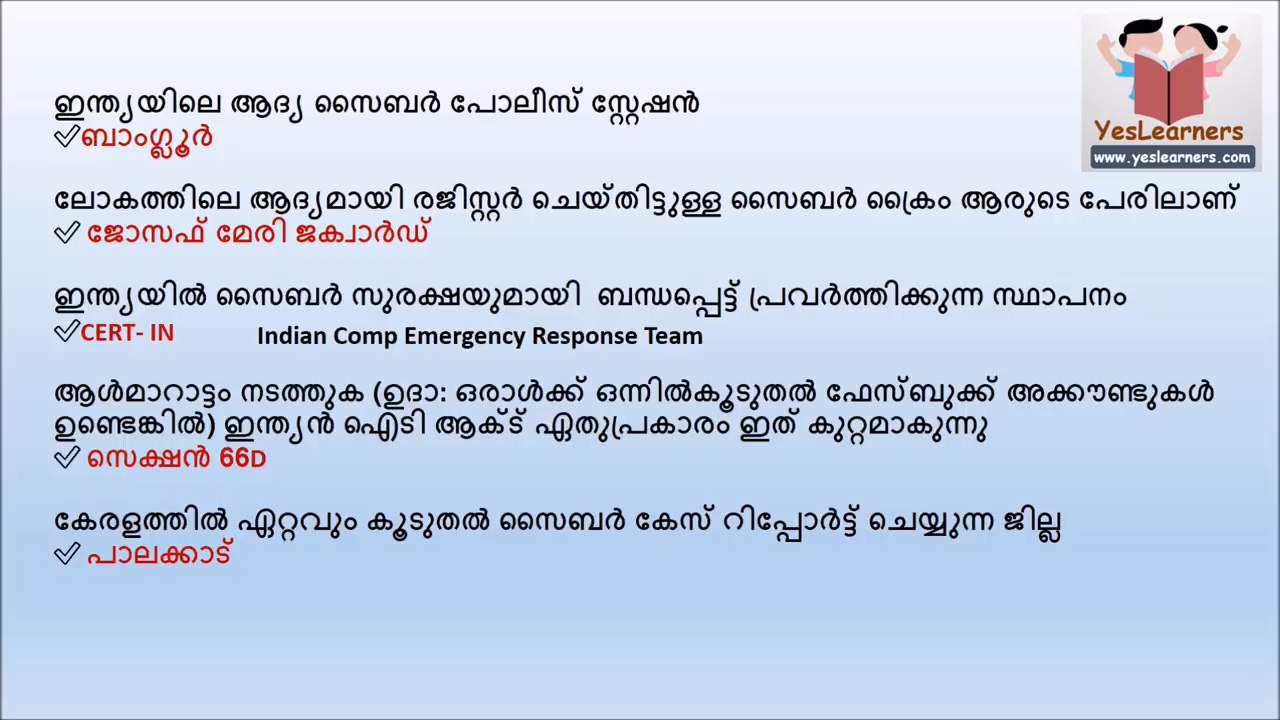 ഇന്ത്യയിലെ ആദ്യ സൈബർ പോലീസ് സ്റ്റേഷൻ
✓ബാംഗ്ലൂർ
ലോകത്തിലെ ആദ്യമായി രജിസ്റ്റർ ചെയ്തിട്ടുള്ള സൈബർ ക്രൈം ആരുടെ പേരിലാണ്
✓ ജോസഫ് മേരി ജക്വാർഡ്
ഇന്ത്യയിൽ സൈബർ സുരക്ഷയുമായി ബന്ധപ്പെട്ട് പ്രവർത്തിക്കുന്ന സ്ഥാപനം
✓CERT- IN Indian Comp Emergency Response Team
ആൾമാറാട്ടം നടത്തുക (ഉദാ: ഒരാൾക്ക് ഒന്നിൽകൂടുതൽ ഫേസ്ബുക്ക് അക്കൗണ്ടുകൾ
ഉണ്ടെങ്കിൽ) ഇന്ത്യൻ ഐടി ആക്ട് ഏതുപ്രകാരം ഇത് കുറ്റമാകുന്നു
✓ സെക്ഷൻ 66D
കേരളത്തിൽ ഏറ്റവും കൂടുതൽ സൈബർ കേസ് റിപ്പോർട്ട് ചെയ്യുന്ന ജില്ല
✓ പാലക്കാട്
YesLearners
www.yeslearners.com